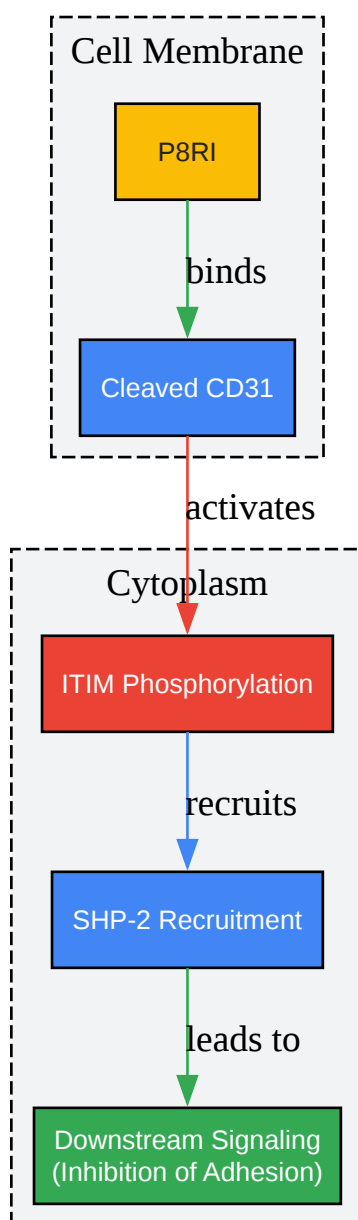 Cell Membrane
P8RI
binds
Cleaved CD31
activates
Cytoplasm
ITIM Phosphorylation
recruits
SHP-2 Recruitment
leads to
Downstream Signaling
(Inhibition of Adhesion)